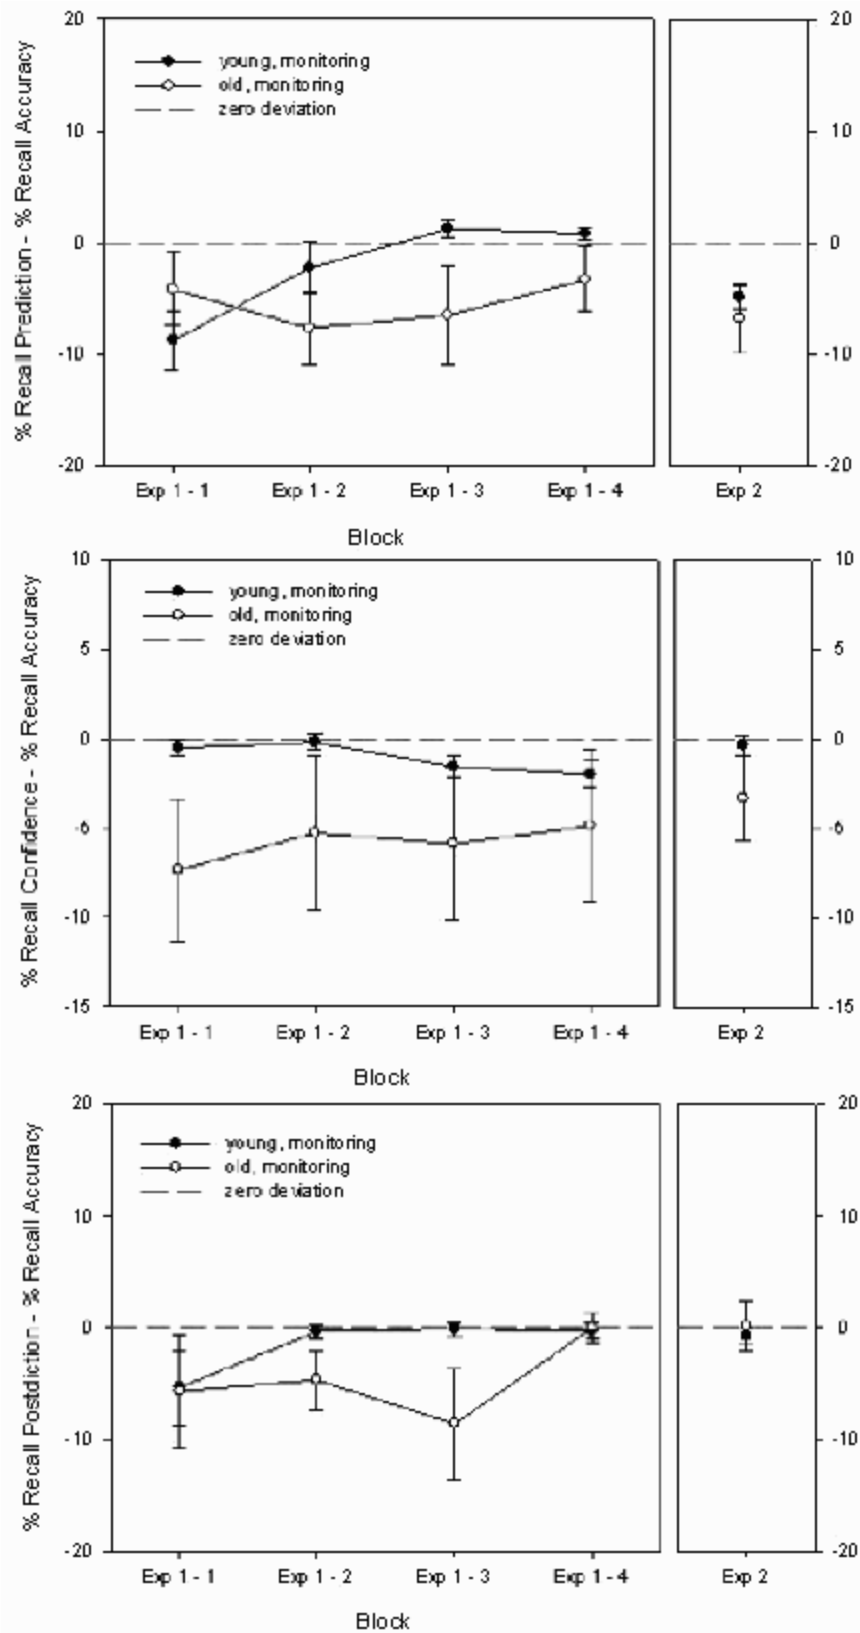 % Recall Prediction - % Recall Accuracy
20
10
0
-10
-20
young, monitoring
old, monitoring
zero deviation
20
10
0
-10
-20
Exp 1 - 1
Exp 1 - 2
Exp 1 - 3
Exp 1 - 4
Exp 2
Block
% Recall Confidence - % Recall Accuracy
10
5
0
-5
-10
-15
young, monitoring
old, monitoring
zero deviation
10
5
0
-5
-10
-15
Exp 1 - 1
Exp 1 - 2
Exp 1 - 3
Exp 1 - 4
Exp 2
Block
% Recall Postdiction - % Recall Accuracy
20
10
0
-10
-20
young, monitoring
old, monitoring
zero deviation
20
10
0
-10
-20
Exp 1 - 1
Exp 1 - 2
Exp 1 - 3
Exp 1 - 4
Exp 2
Block